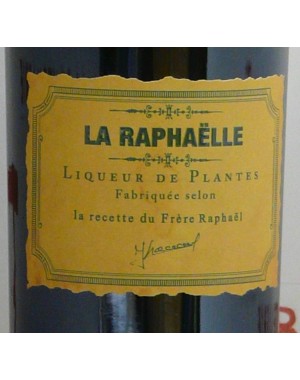 LA RAPHAËLLE
LIQUEUR DE PLANTES
Fabriquée selon
la recette du Frère Raphaël